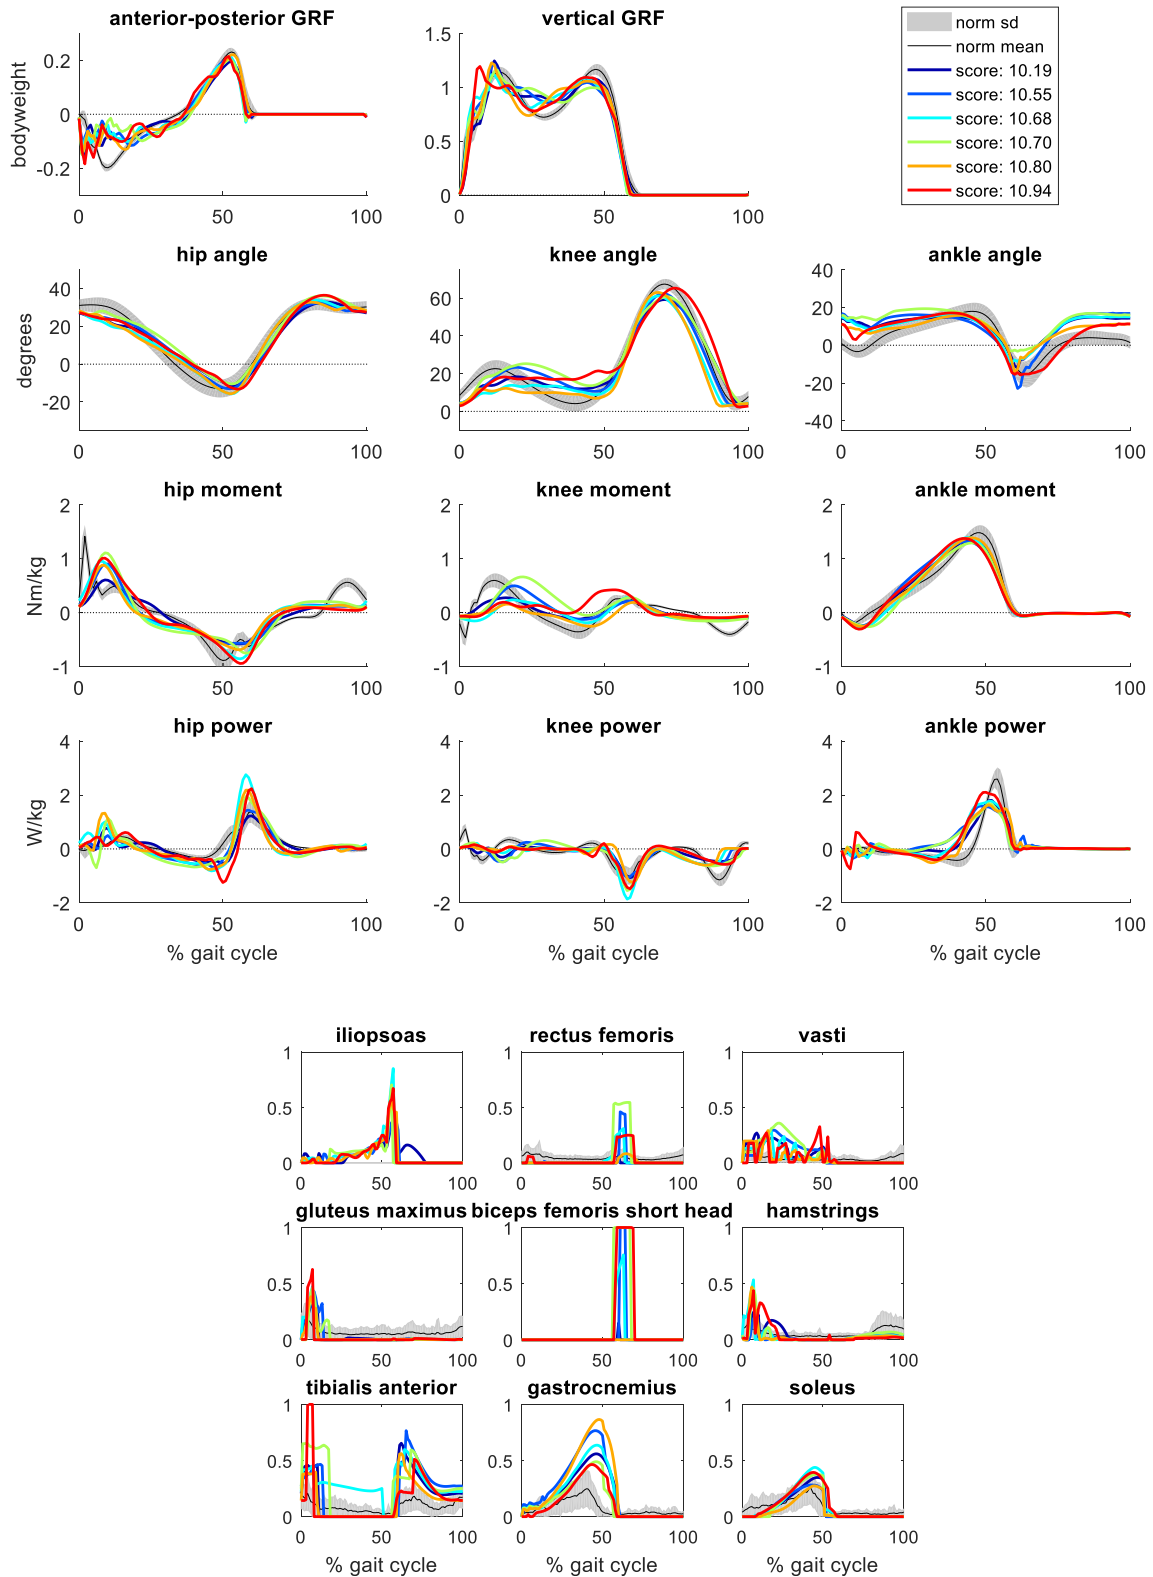 anterior-posterior GRF
vertical GRF
norm sd
norm mean
score: 10.19
score: 10.55
score: 10.68
score: 10.70
score: 10.80
score: 10.94
bodyweight
0.2
0
-0.2
0 50 100
1.5
1
0.5
0
0 50 100
hip angle
knee angle
ankle angle
degrees
40
20
0
-20
0 50 100
60
40
20
0
0 50 100
40
20
0
-20
-40
0 50 100
hip moment
knee moment
ankle moment
Nm/kg
2
1
0
-1
0 50 100
2
1
0
-1
0 50 100
2
1
0
-1
0 50 100
hip power
knee power
ankle power
W/kg
4
2
0
-2
0 50 100
% gait cycle
4
2
0
-2
0 50 100
% gait cycle
4
2
0
-2
0 50 100
% gait cycle
iliopsoas
rectus femoris
vasti
1
0.5
0
0 50 100
1
0.5
0
0 50 100
1
0.5
0
0 50 100
gluteus maximus
biceps femoris short head
hamstrings
1
0.5
0
0 50 100
1
0.5
0
0 50 100
1
0.5
0
0 50 100
tibialis anterior
gastrocnemius
soleus
1
0.5
0
0 50 100
% gait cycle
1
0.5
0
0 50 100
% gait cycle
1
0.5
0
0 50 100
% gait cycle